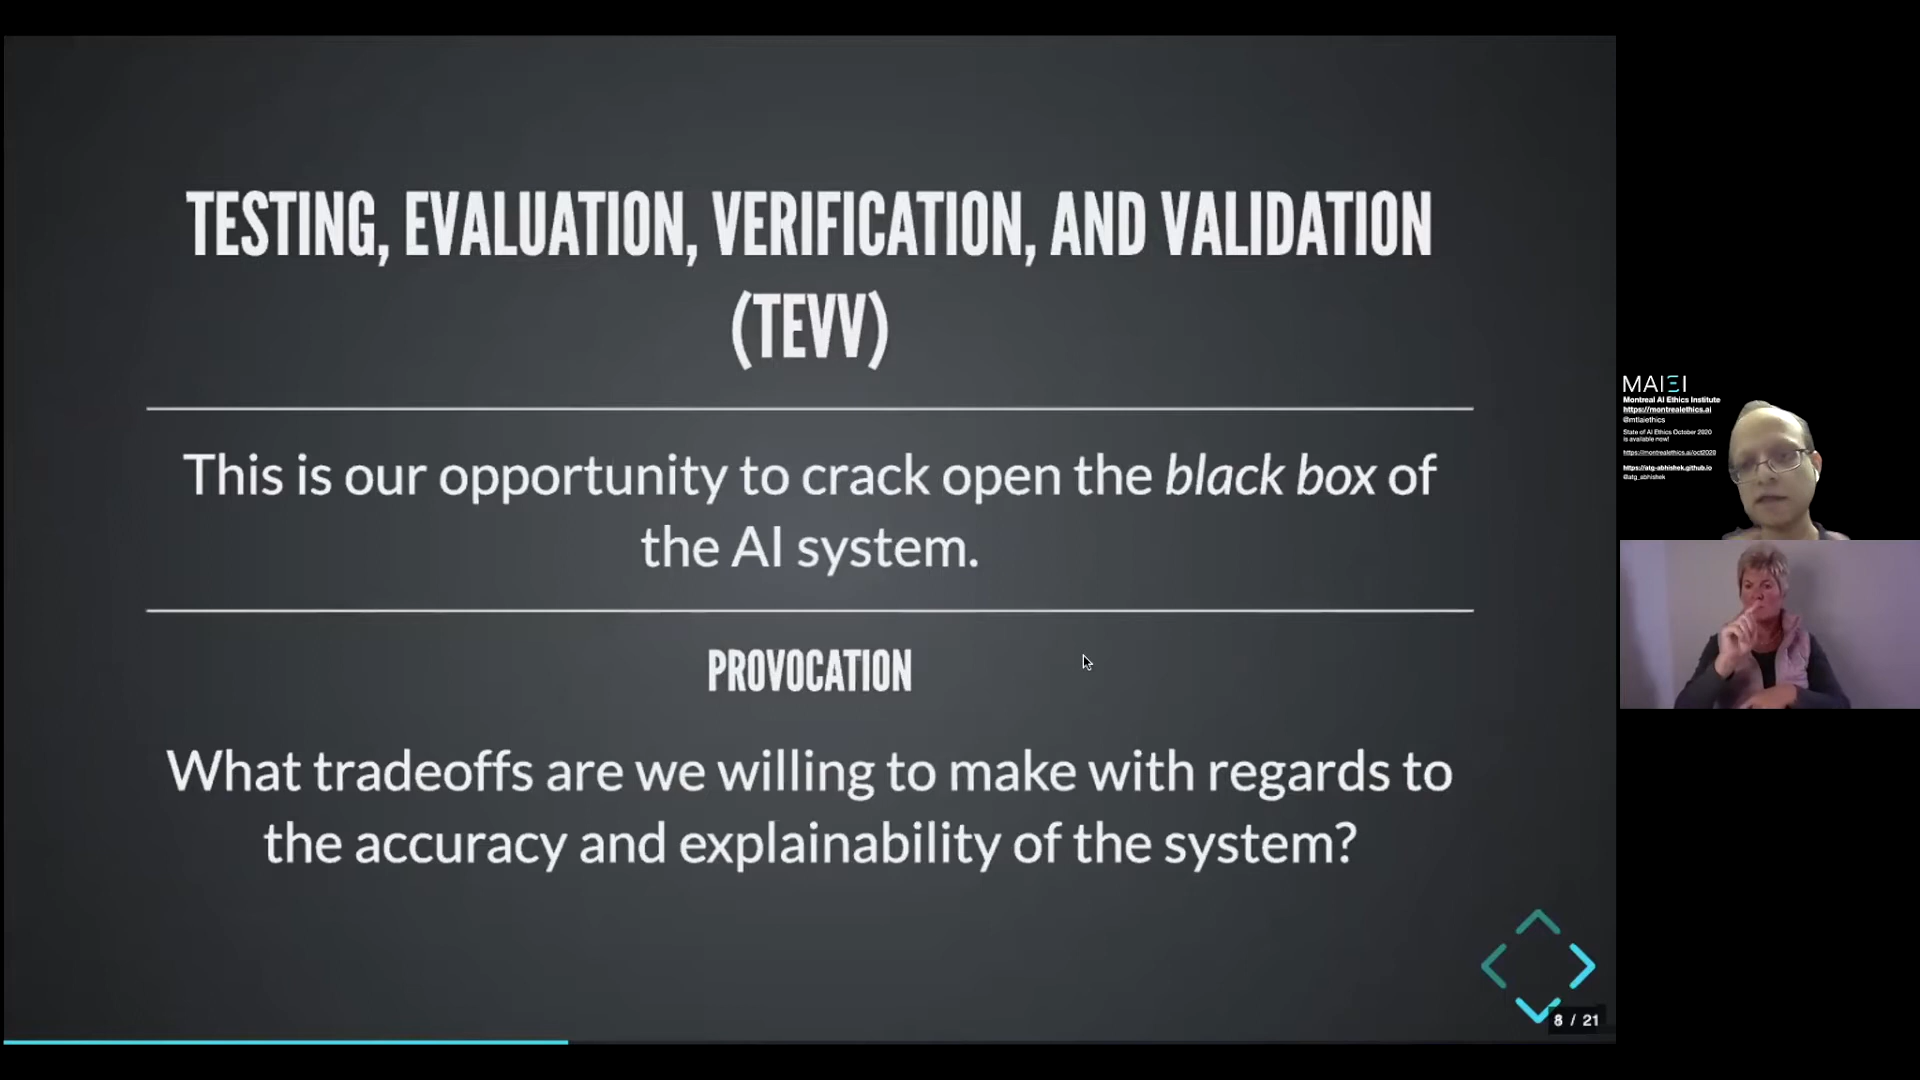 TESTING, EVALUATION, VERIFICATION, AND VALIDATION
(TEVV)
This is our opportunity to crack open the black box of
the AI system.
PROVOCATION
What tradeoffs are we willing to make with regards to
the accuracy and explainability of the system?
8 / 21
MAIEI
Montreal AI Ethics Institute
https://montrealethics.ai
@mtlaiethics
State of AI Ethics October 2020
is available now!
https://montrealethics.ai/oct2020
https://atg-abhishek.github.io
@atg_abhishek